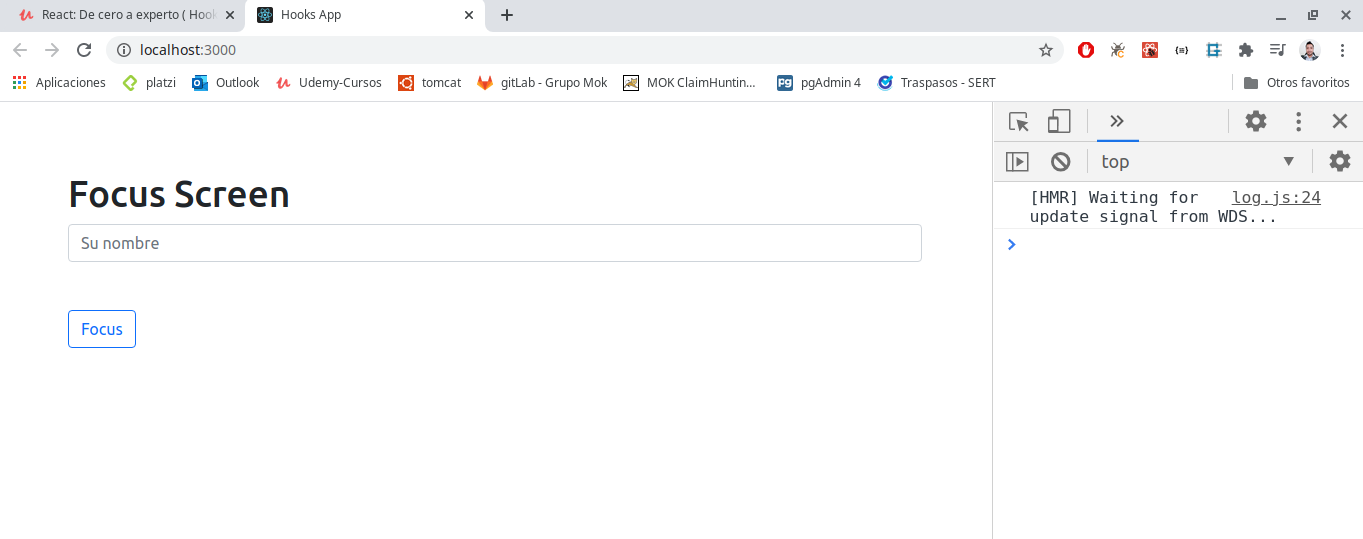 React: De cero a experto ( Hook
Hooks App
localhost:3000
Aplicaciones platzi Outlook Udemy-Cursos tomcat gitLab - Grupo Mok MOK ClaimHuntin... pgAdmin 4 Traspasos - SERT Otros favoritos
top
[HMR] Waiting for log.js:24
update signal from WDS...
Focus Screen
Su nombre
Focus